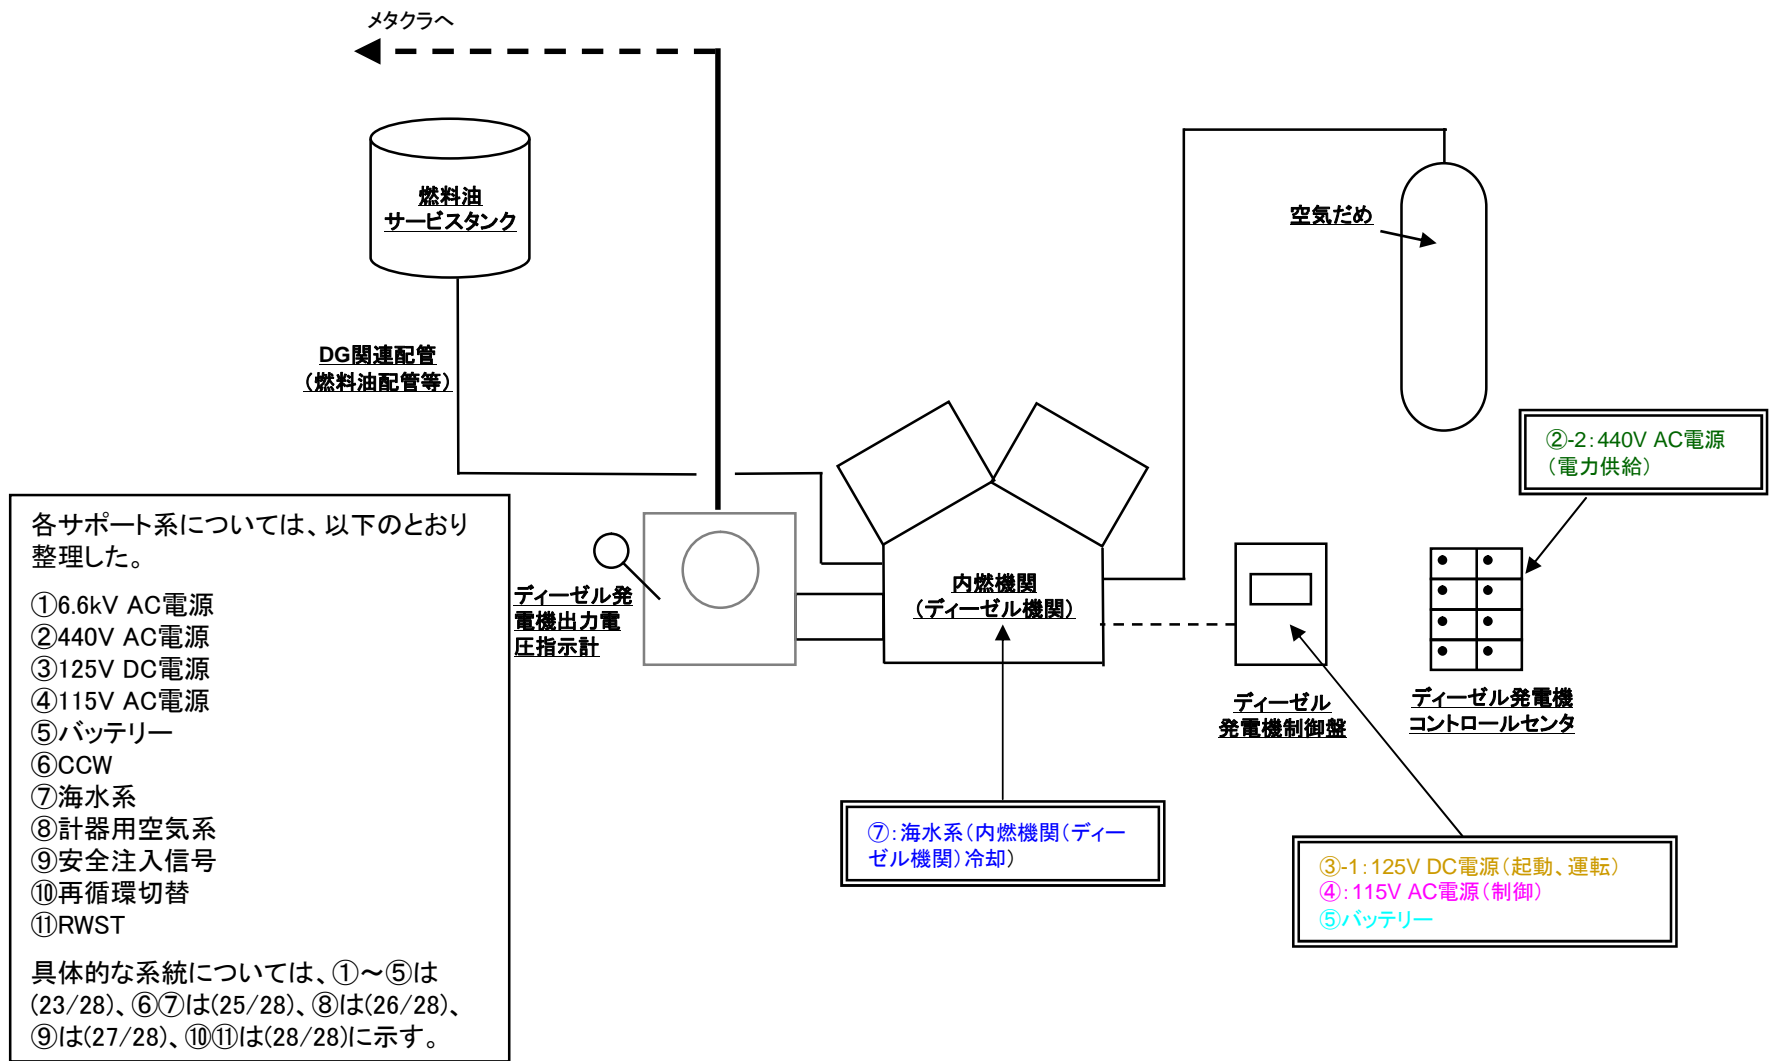 メタクラへ
燃料油
サービスタンク
空気だめ
DG関連配管
（燃料油配管等）
②-2：440V AC電源
（電力供給）
各サポート系については、以下のとおり
整理した。
①6.6kV AC電源
②440V AC電源
③125V DC電源
④115V AC電源
⑤バッテリー
⑥CCW
⑦海水系
⑧計器用空気系
⑨安全注入信号
⑩再循環切替
⑪RWST
具体的な系統については、①～⑤は
(23/28)、⑥⑦は(25/28)、⑧は(26/28)、
⑨は(27/28)、⑩⑪は(28/28)に示す。
ディーゼル発
電機出力電
圧指示計
内燃機関
（ディーゼル機関）
ディーゼル
発電機制御盤
ディーゼル発電機
コントロールセンタ
⑦：海水系（内燃機関（ディー
ゼル機関）冷却）
③-1：125V DC電源（起動、運転）
④：115V AC電源（制御）
⑤バッテリー